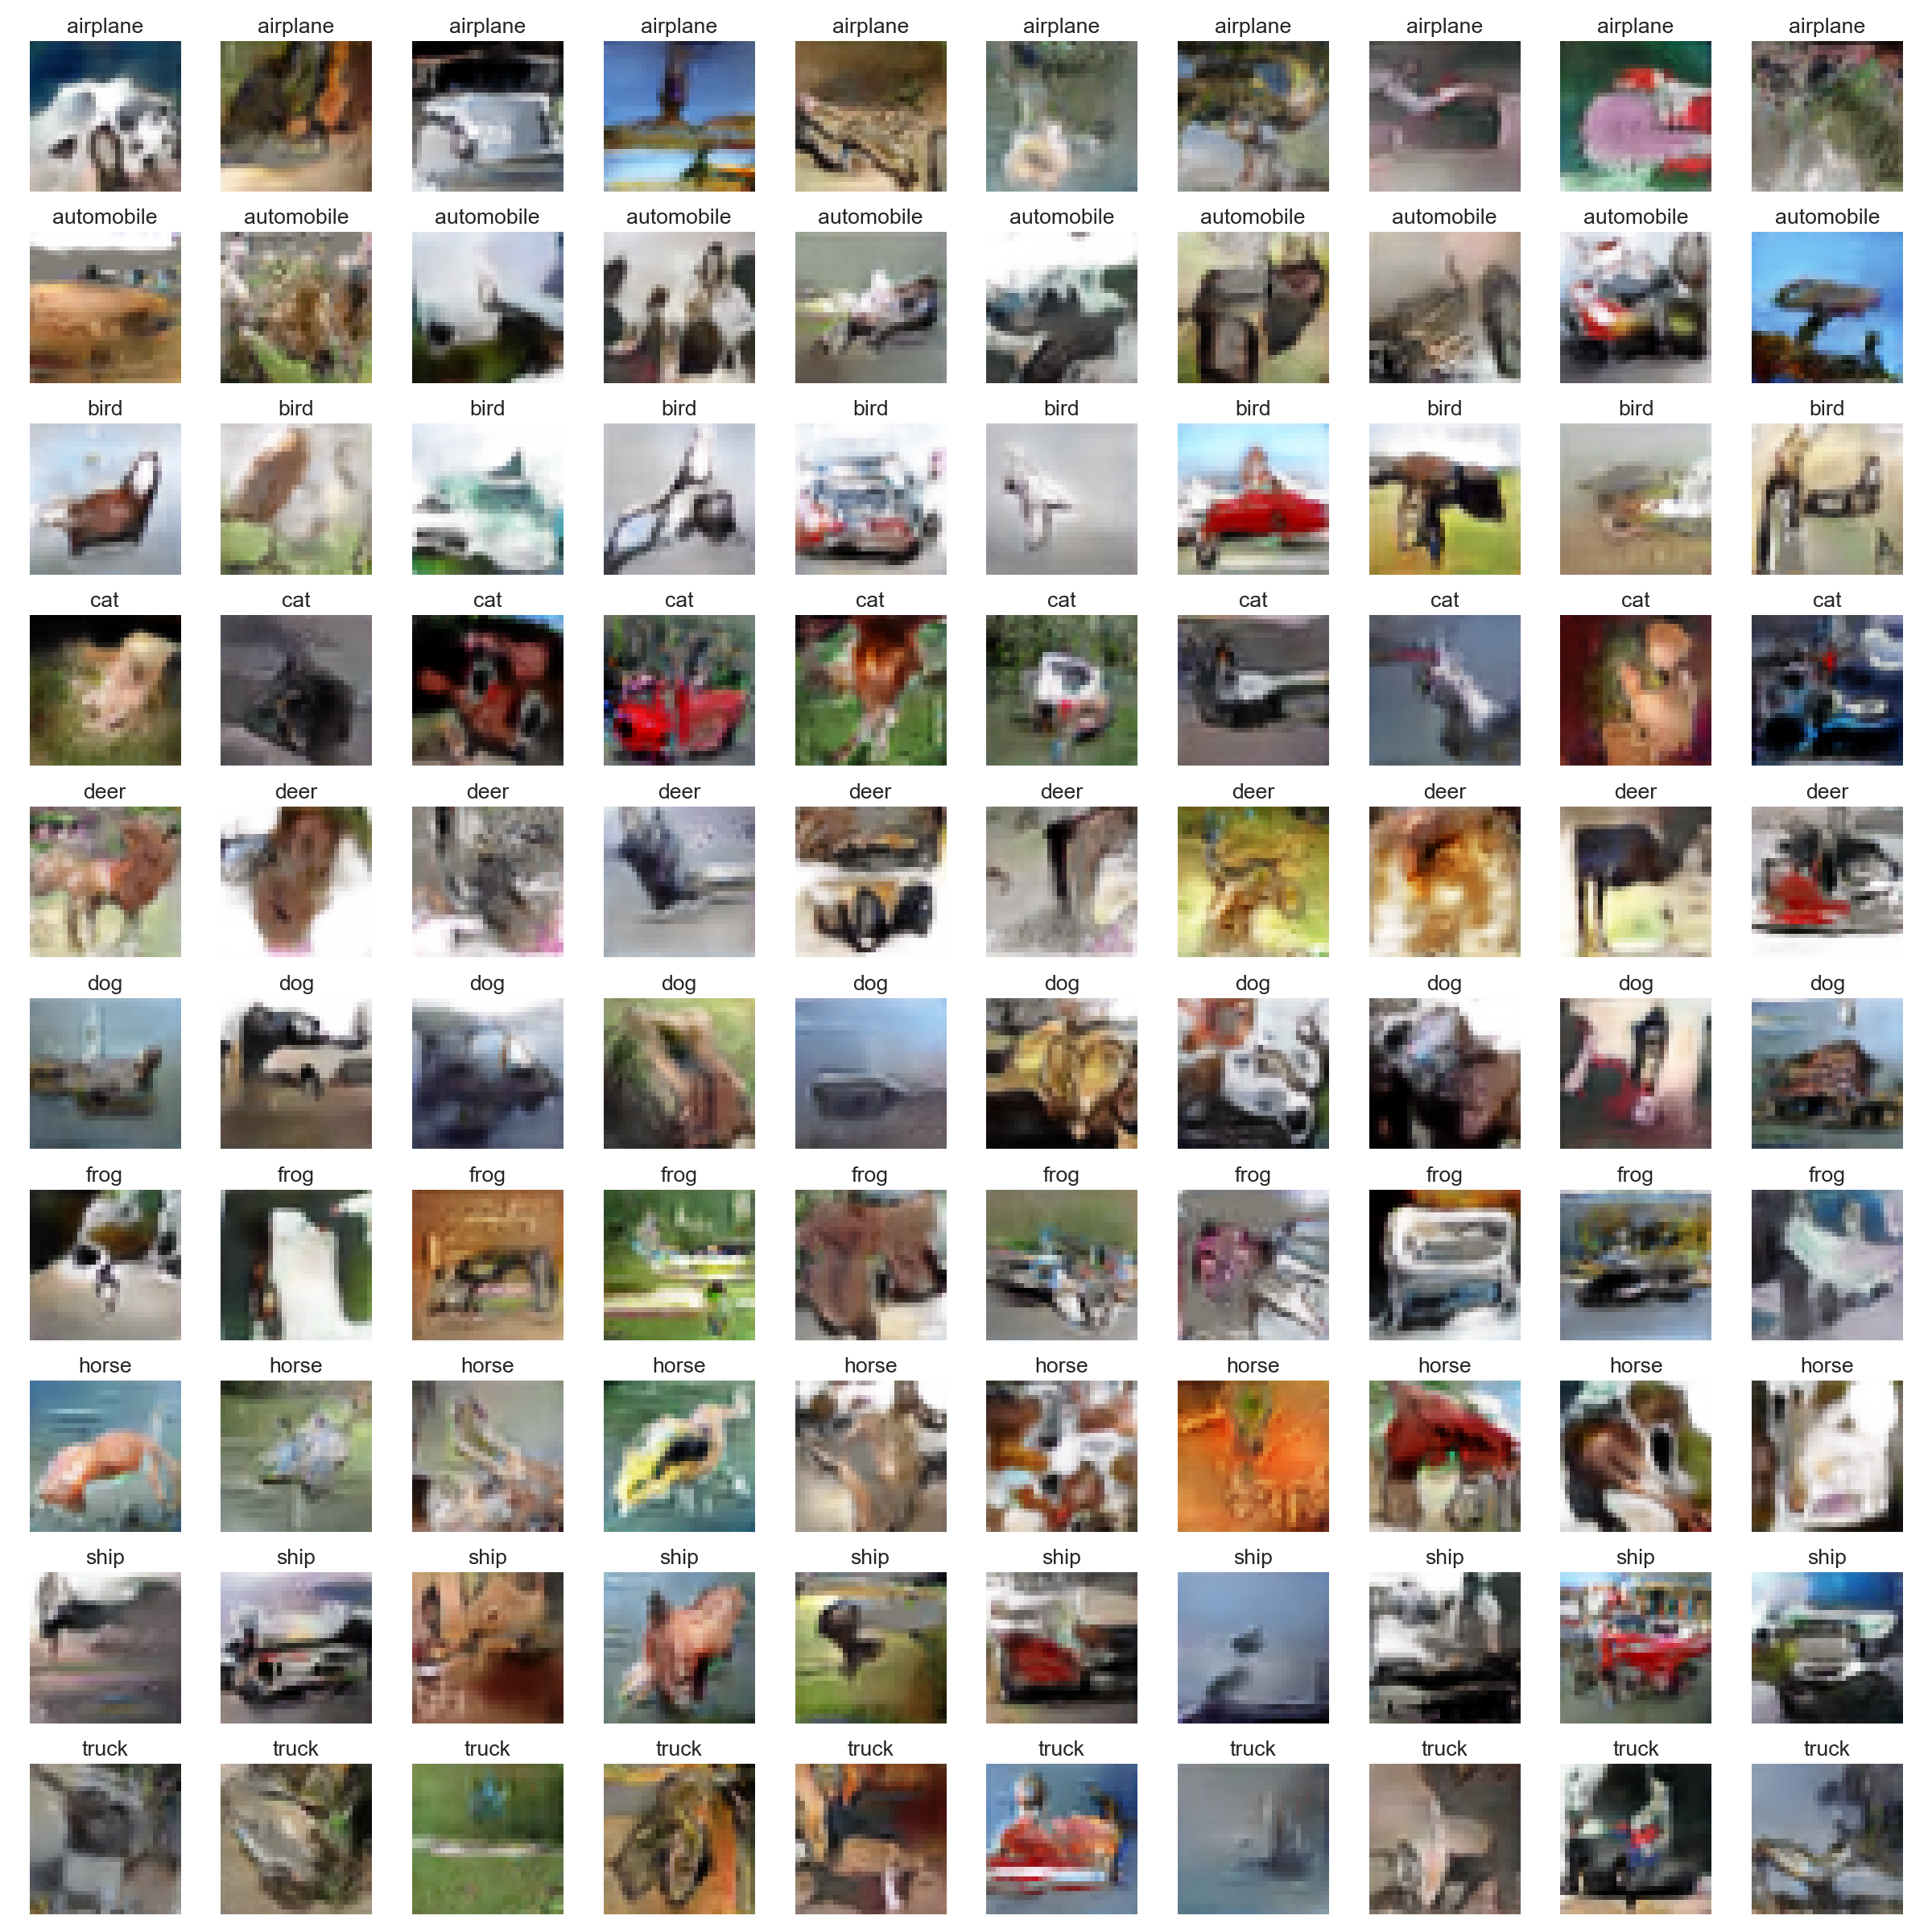 airplane airplane airplane airplane airplane airplane airplane airplane airplane airplane
automobile automobile automobile automobile automobile automobile automobile automobile automobile automobile
bird bird bird bird bird bird bird bird bird bird
cat cat cat cat cat cat cat cat cat cat
deer deer deer deer deer deer deer deer deer deer
dog dog dog dog dog dog dog dog dog dog
frog frog frog frog frog frog frog frog frog frog
horse horse horse horse horse horse horse horse horse horse
ship ship ship ship ship ship ship ship ship ship
truck truck truck truck truck truck truck truck truck truck